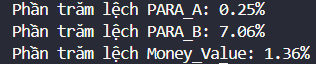 Phần trăm lệch PARA_A: 0.25%
Phần trăm lệch PARA_B: 7.06%
Phần trăm lệch Money_Value: 1.36%